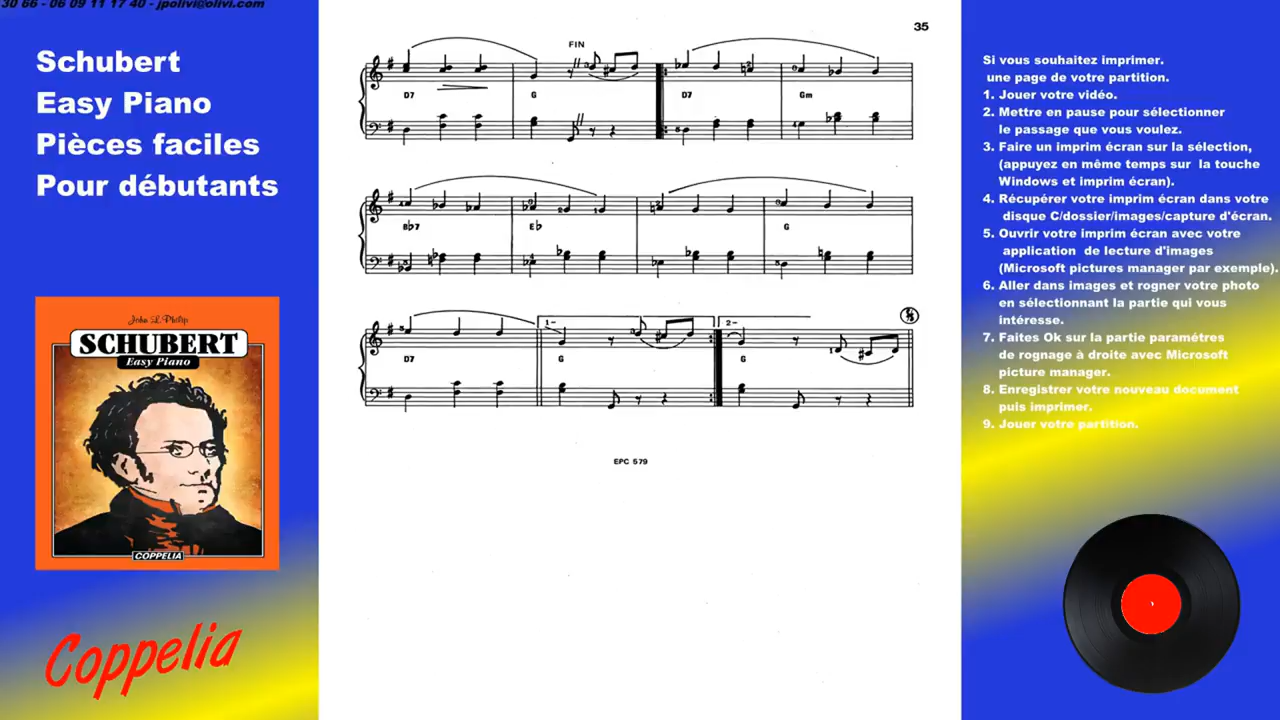 30 66 - 06 09 11 17 40 - jpolivi@olivi.com
Schubert
Easy Piano
Pièces faciles
Pour débutants
John L. Philip
SCHUBERT
Easy Piano
COPPELIA
Coppelia
35
FIN
D7 G D7 Gm
Bb7 Eb G
1- 2-
D7 G G
EPC 579
Si vous souhaitez imprimer.
une page de votre partition.
1. Jouer votre vidéo.
2. Mettre en pause pour sélectionner
le passage que vous voulez.
3. Faire un imprim écran sur la sélection,
(appuyez en même temps sur la touche
Windows et imprim écran).
4. Récupérer votre imprim écran dans votre
disque C/dossier/images/capture d'écran.
5. Ouvrir votre imprim écran avec votre
application de lecture d'images
(Microsoft pictures manager par exemple).
6. Aller dans images et rogner votre photo
en sélectionnant la partie qui vous
intéresse.
7. Faites Ok sur la partie paramétres
de rognage à droite avec Microsoft
picture manager.
8. Enregistrer votre nouveau document
puis imprimer.
9. Jouer votre partition.